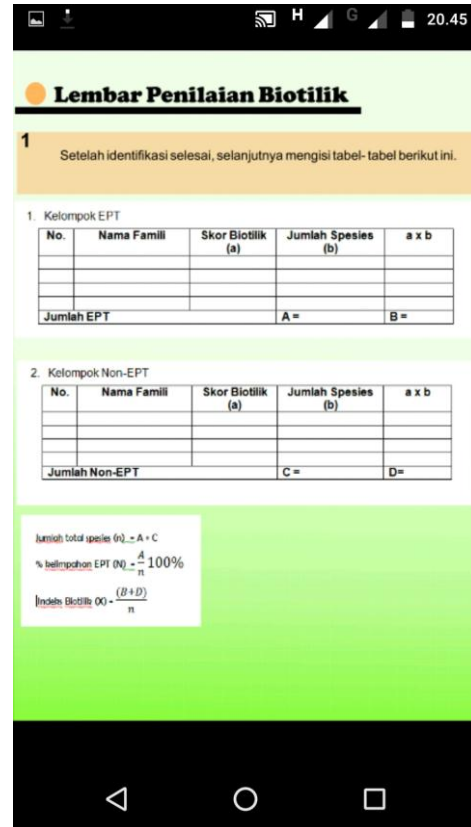 H G 20.45
Lembar Penilaian Biotilik
1
Setelah identifikasi selesai, selanjutnya mengisi tabel- tabel berikut ini.
1. Kelompok EPT
No. Nama Famili Skor Biotilik (a) Jumlah Spesies (b) a x b
Jumlah EPT A = B =
2. Kelompok Non-EPT
No. Nama Famili Skor Biotilik (a) Jumlah Spesies (b) a x b
Jumlah Non-EPT C = D=
Jumlah total spesies (n) = A + C
% kelimpahan EPT (N) = A/n 100%
Indeks Biotilik (X) = (B+D)/n